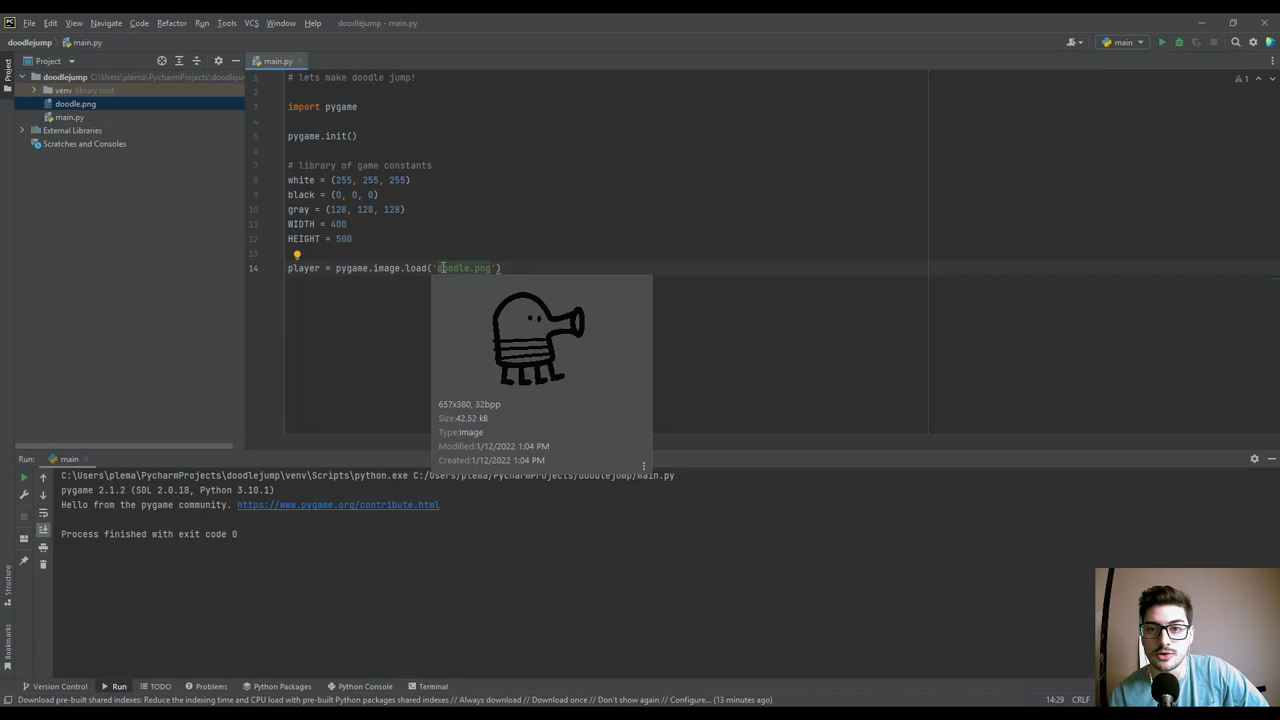 File Edit View Navigate Code Refactor Run Tools VCS Window Help doodlejump - main.py
doodlejump main.py main
Project main.py
doodlejump C:\Users\plema\PycharmProjects\doodleju
venv library root
doodle.png
main.py
External Libraries
Scratches and Consoles
Project
1 # lets make doodle jump!
2
3 import pygame
4
5 pygame.init()
6
7 # library of game constants
8 white = (255, 255, 255)
9 black = (0, 0, 0)
10 gray = (128, 128, 128)
11 WIDTH = 400
12 HEIGHT = 500
13
14 player = pygame.image.load('doodle.png')
1
657x380, 32bpp
Size:42.52 kB
Type:Image
Modified:1/12/2022 1:04 PM
Created:1/12/2022 1:04 PM
Run: main
C:\Users\plema\PycharmProjects\doodlejump\venv\Scripts\python.exe C:/Users/plema/PycharmProjects/doodlejump/main.py
pygame 2.1.2 (SDL 2.0.18, Python 3.10.1)
Hello from the pygame community. https://www.pygame.org/contribute.html
Process finished with exit code 0
Structure
Bookmarks
Version Control Run TODO Problems Python Packages Python Console Terminal
Download pre-built shared indexes: Reduce the indexing time and CPU load with pre-built Python packages shared indexes // Always download // Download once // Don't show again // Configure... (13 minutes ago) 14:29 CRLF